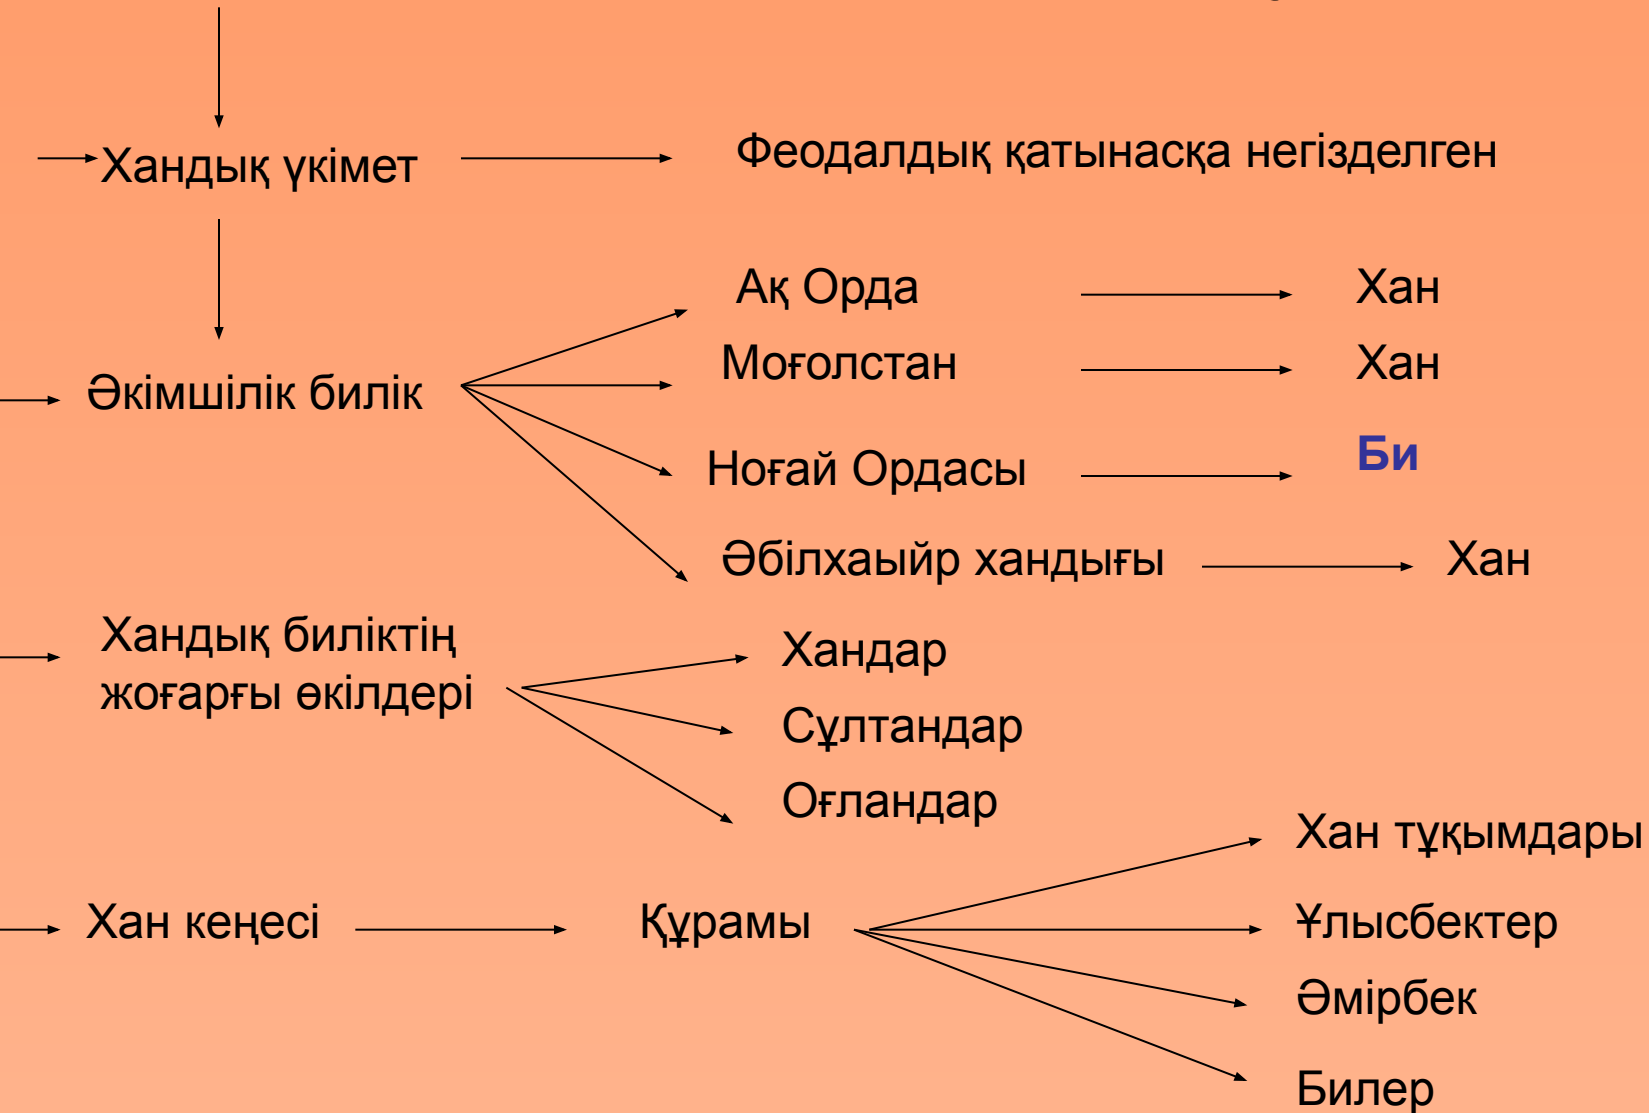 Хандық үкімет
Феодалдық қатынасқа негізделген
Ақ Орда
Хан
Моғолстан
Хан
Әкімшілік билік
Ноғай Ордасы
Би
Әбілхаыйр хандығы
Хан
Хандық биліктің
жоғарғы өкілдері
Хандар
Сұлтандар
Оғландар
Хан кеңесі
Құрамы
Хан тұқымдары
Ұлысбектер
Әмірбек
Билер